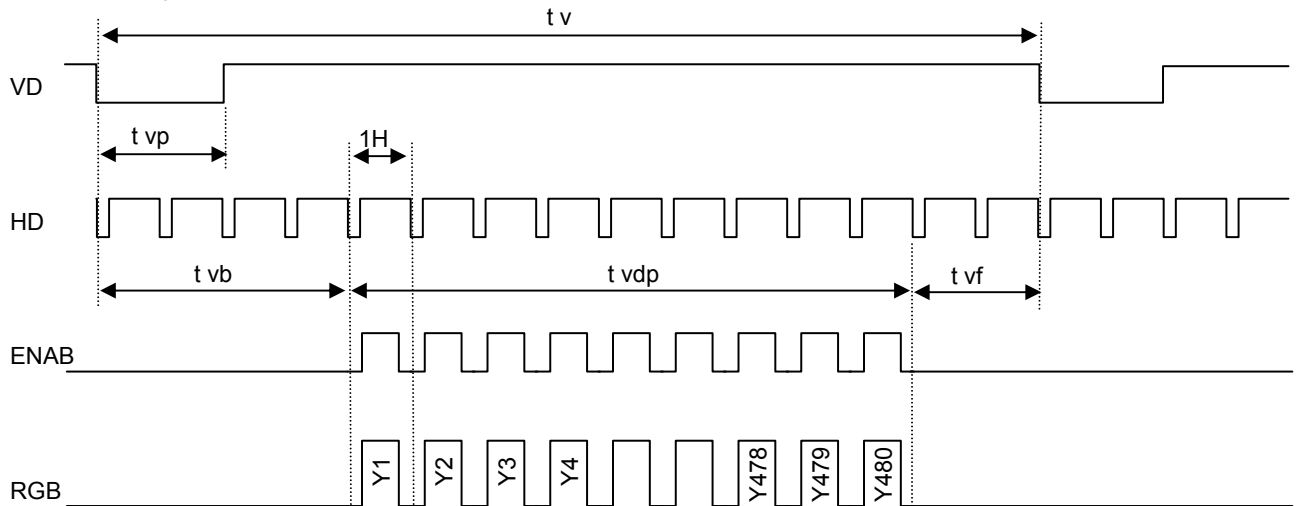 t v
VD
t vp
1H
HD
t vb
t vdp
t vf
ENAB
RGB
Y1
Y2
Y3
Y4
Y478
Y479
Y480